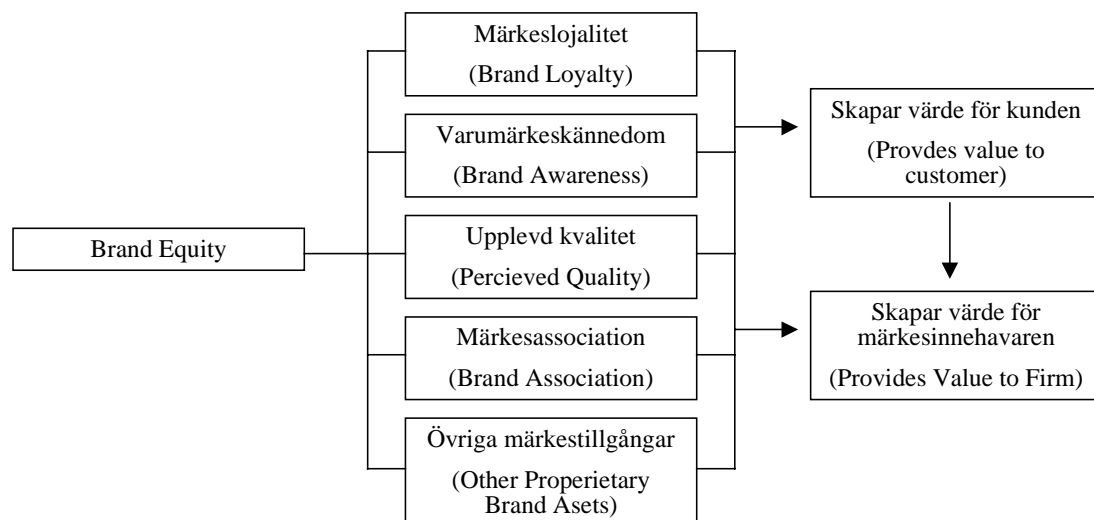 Märkeslojalitet
(Brand Loyalty)
Varumärkeskännedom
(Brand Awareness)
Brand Equity
Upplevd kvalitet
(Percieved Quality)
Märkesassociation
(Brand Association)
Övriga märkestillgångar
(Other Properietary
Brand Asets)
Skapar värde för kunden
(Provdes value to
customer)
Skapar värde för
märkesinnehavaren
(Provides Value to Firm)